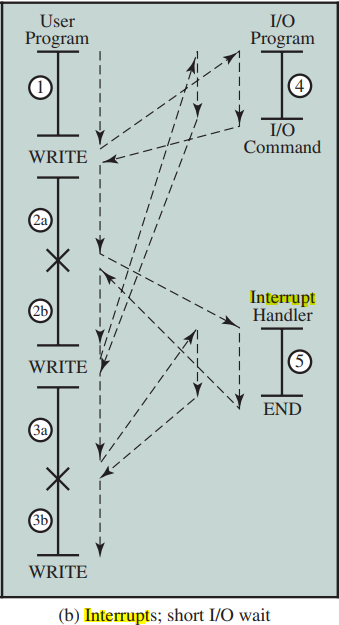 User
Program
I/O
Program
1
4
WRITE
I/O
Command
2a
2b
Interrupt
Handler
5
WRITE
END
3a
3b
WRITE
(b) Interrupts; short I/O wait